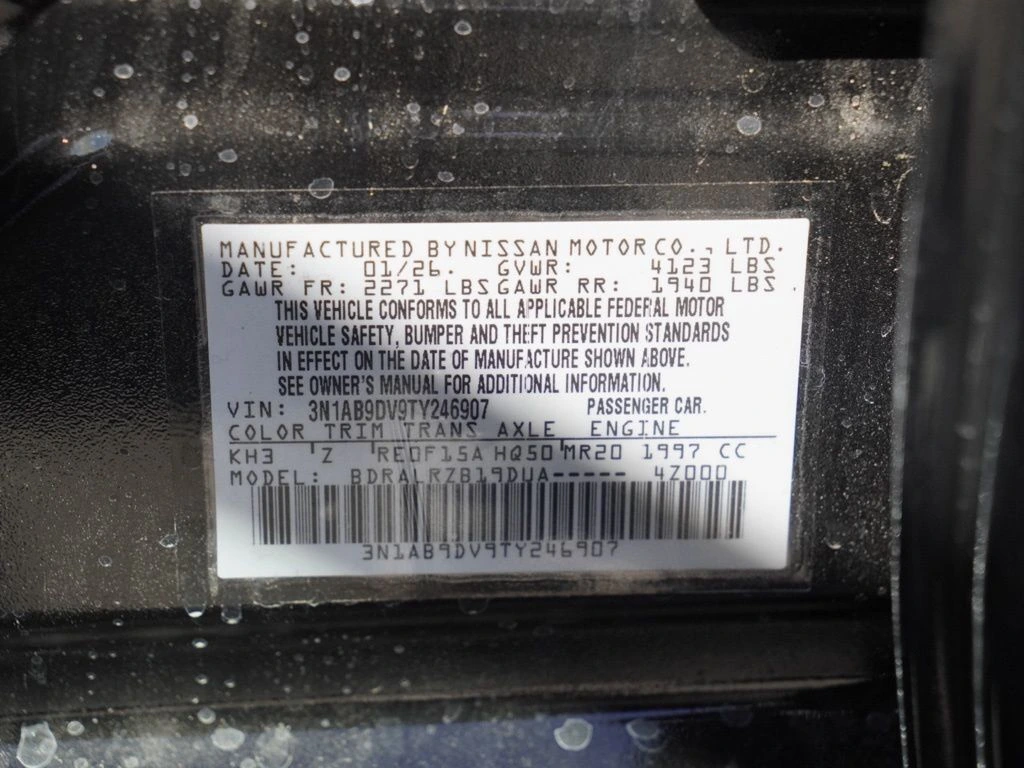 MANUFACTURED BY NISSAN MOTOR CO., LTD.
DATE: 01/26. GVWR: 4123 LBS
GAWR FR: 2271 LBS GAWR RR: 1940 LBS.
THIS VEHICLE CONFORMS TO ALL APPLICABLE FEDERAL MOTOR
VEHICLE SAFETY, BUMPER AND THEFT PREVENTION STANDARDS
IN EFFECT ON THE DATE OF MANUFACTURE SHOWN ABOVE.
SEE OWNER'S MANUAL FOR ADDITIONAL INFORMATION.
VIN: 3N1AB9DV9TY246907 PASSENGER CAR.
COLOR TRIM TRANS AXLE ENGINE
KH3 Z RE0F15A HQ50 MR20 1997 CC
MODEL: BDRALRZB19DUA----- 4Z000
3N1AB9DV9TY246907